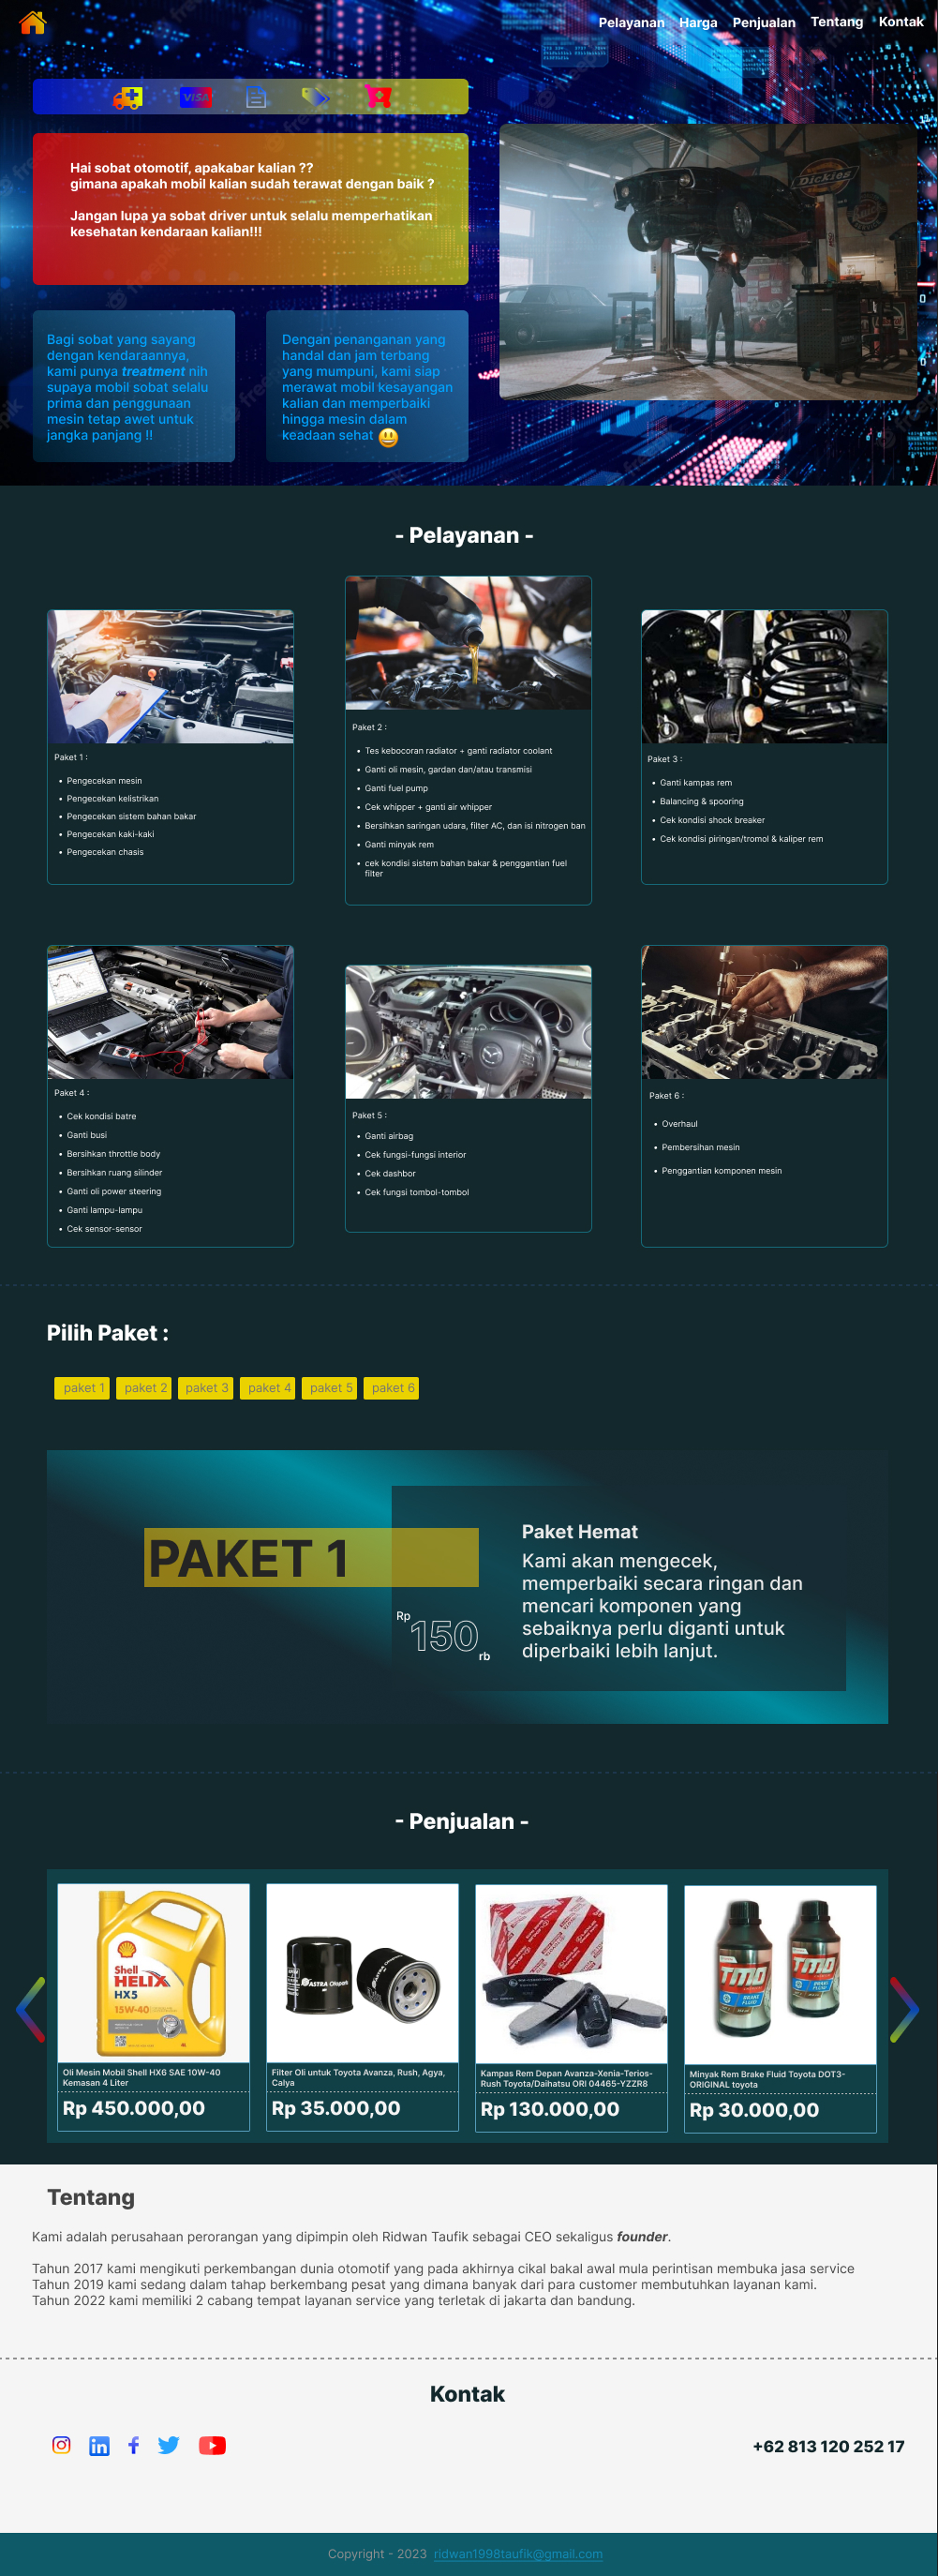 Pelayanan Harga Penjualan Tentang Kontak
VISA
Hai sobat otomotif, apakabar kalian ??
gimana apakah mobil kalian sudah terawat dengan baik ?
Jangan lupa ya sobat driver untuk selalu memperhatikan
kesehatan kendaraan kalian!!!
DICKIES
Bagi sobat yang sayang
dengan kendaraannya,
kami punya treatment nih
supaya mobil sobat selalu
prima dan penggunaan
mesin tetap awet untuk
jangka panjang !!
Dengan penanganan yang
handal dan jam terbang
yang mumpuni, kami siap
merawat mobil kesayangan
kalian dan memperbaiki
hingga mesin dalam
keadaan sehat 😃
- Pelayanan -
Paket 1 :
• Pengecekan mesin
• Pengecekan kelistrikan
• Pengecekan sistem bahan bakar
• Pengecekan kaki-kaki
• Pengecekan chasis
Paket 2 :
• Tes kebocoran radiator + ganti radiator coolant
• Ganti oli mesin, gardan dan/atau transmisi
• Ganti fuel pump
• Cek whipper + ganti air whipper
• Bersihkan saringan udara, filter AC, dan isi nitrogen ban
• Ganti minyak rem
• cek kondisi sistem bahan bakar & penggantian fuel
filter
Paket 3 :
• Ganti kampas rem
• Balancing & spooring
• Cek kondisi shock breaker
• Cek kondisi piringan/tromol & kaliper rem
Paket 4 :
• Cek kondisi batre
• Ganti busi
• Bersihkan throttle body
• Bersihkan ruang silinder
• Ganti oli power steering
• Ganti lampu-lampu
• Cek sensor-sensor
Paket 5 :
• Ganti airbag
• Cek fungsi-fungsi interior
• Cek dashbor
• Cek fungsi tombol-tombol
Paket 6 :
• Overhaul
• Pembersihan mesin
• Penggantian komponen mesin
Pilih Paket :
paket 1 paket 2 paket 3 paket 4 paket 5 paket 6
PAKET 1
Rp 150 rb
Paket Hemat
Kami akan mengecek,
memperbaiki secara ringan dan
mencari komponen yang
sebaiknya perlu diganti untuk
diperbaiki lebih lanjut.
- Penjualan -
Shell
HELIX
HX5
15W-40
Oli Mesin Mobil Shell HX6 SAE 10W-40
Kemasan 4 Liter
Rp 450.000,00
ASTRA Otoparts
Filter Oli untuk Toyota Avanza, Rush, Agya,
Calya
Rp 35.000,00
Kampas Rem Depan Avanza-Xenia-Terios-
Rush Toyota/Daihatsu ORI 04465-YZZR8
Rp 130.000,00
TMO
BRAKE
FLUID
TMO
BRAKE
FLUID
Minyak Rem Brake Fluid Toyota DOT3-
ORIGINAL toyota
Rp 30.000,00
Tentang
Kami adalah perusahaan perorangan yang dipimpin oleh Ridwan Taufik sebagai CEO sekaligus founder.
Tahun 2017 kami mengikuti perkembangan dunia otomotif yang pada akhirnya cikal bakal awal mula perintisan membuka jasa service
Tahun 2019 kami sedang dalam tahap berkembang pesat yang dimana banyak dari para customer membutuhkan layanan kami.
Tahun 2022 kami memiliki 2 cabang tempat layanan service yang terletak di jakarta dan bandung.
Kontak
+62 813 120 252 17
Copyright - 2023 ridwan1998taufik@gmail.com